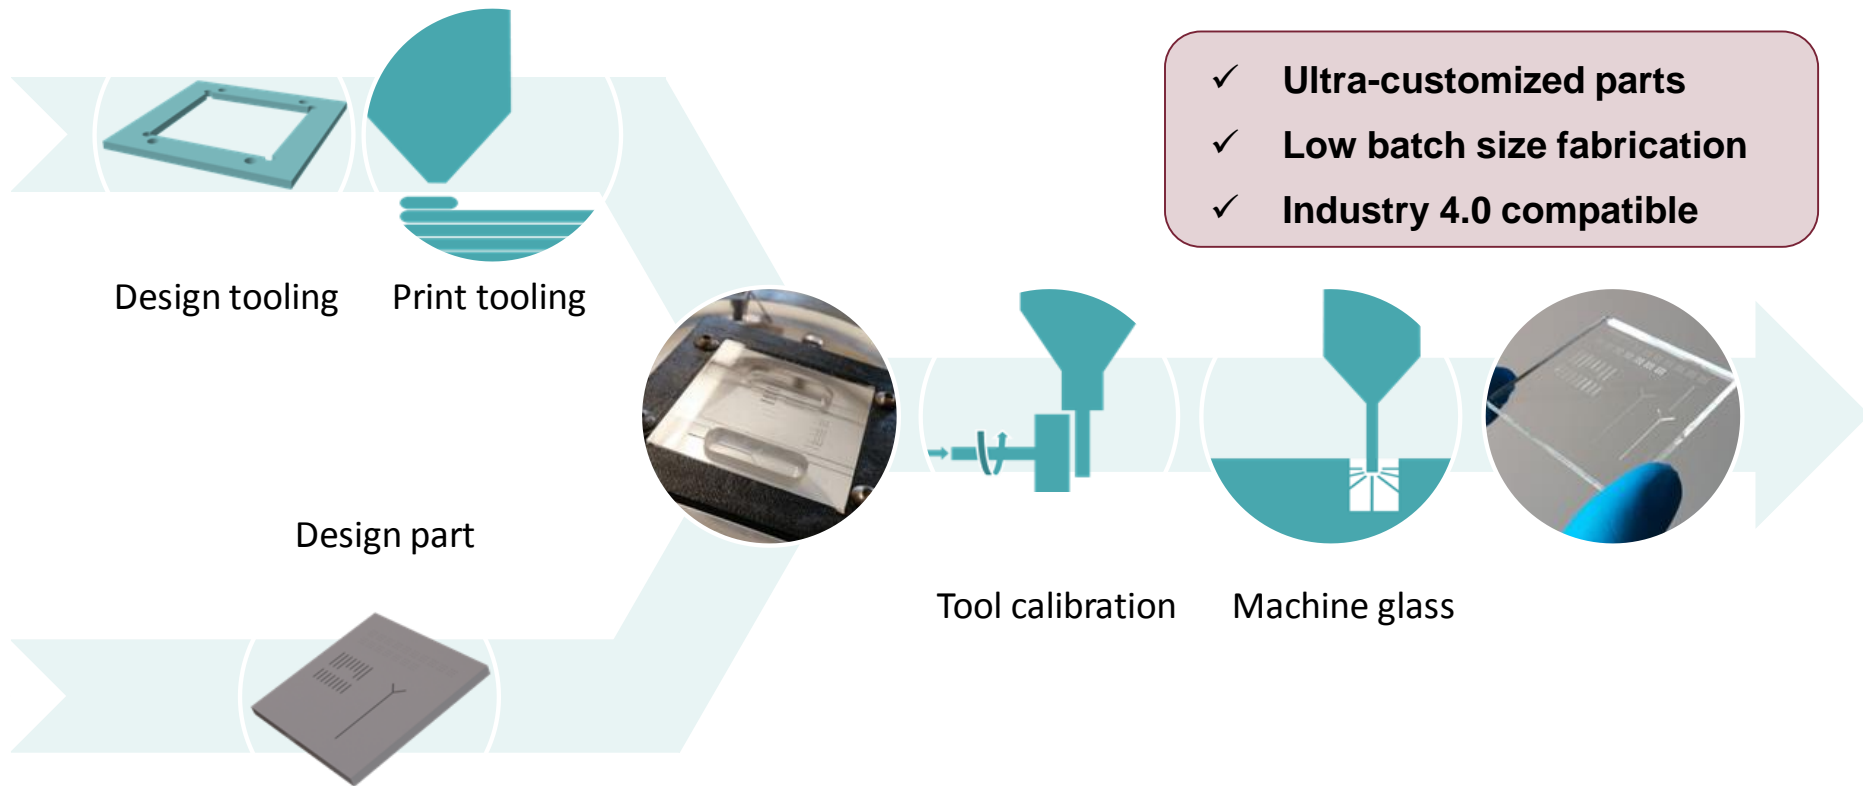 ✓ Ultra-customized parts
✓ Low batch size fabrication
✓ Industry 4.0 compatible
Design tooling
Print tooling
Design part
Tool calibration
Machine glass